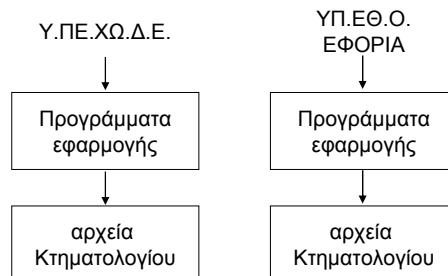 Υ.ΠΕ.ΧΩ.Δ.Ε.
Προγράμματα
εφαρμογής
αρχεία
Κτηματολογίου
ΥΠ.ΕΘ.Ο.
ΕΦΟΡΙΑ
Προγράμματα
εφαρμογής
αρχεία
Κτηματολογίου